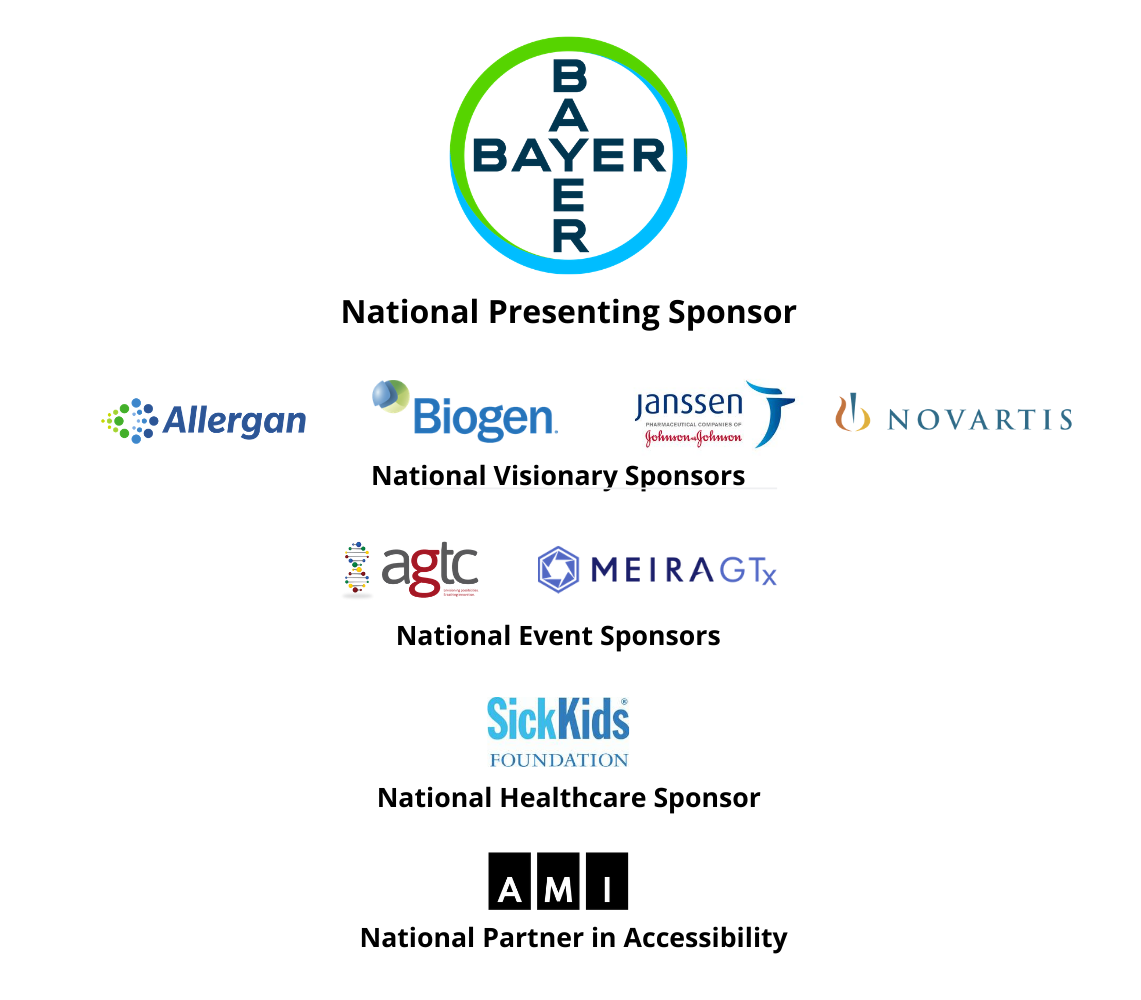 BAYER
BAYER
National Presenting Sponsor
Allergan
Biogen.
janssen
PHARMACEUTICAL COMPANIES OF
Johnson & Johnson
NOVARTIS
National Visionary Sponsors
agtc
MEIRAGTx
National Event Sponsors
SickKids®
FOUNDATION
National Healthcare Sponsor
AMI
National Partner in Accessibility